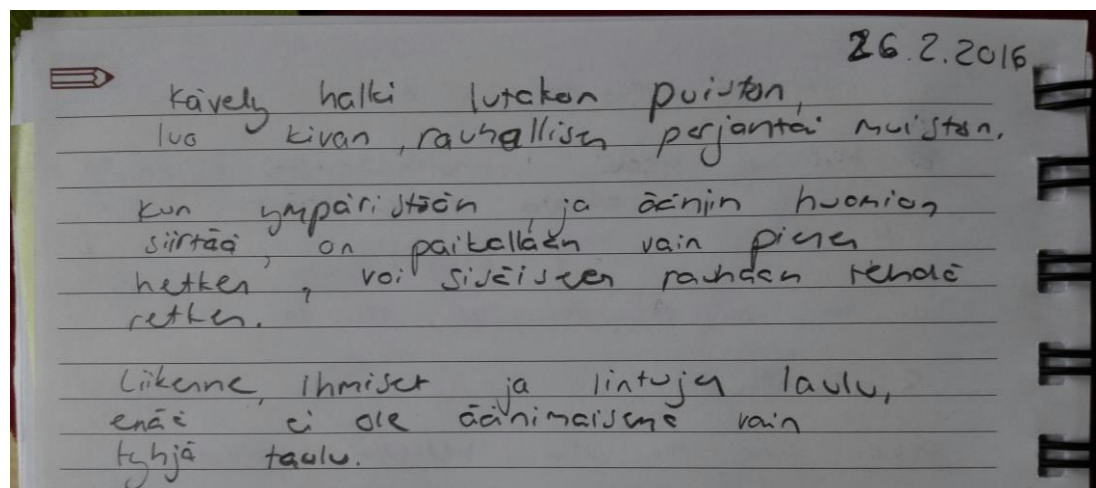 26.2.2016
Kävely halki lutakon puiston,
luo kivan, rauhallisen perjantai muiston.
Kun ympäristöön, ja äänjin huomion
siirtää, on paikallään vain pienen
hetken, voi sisäiseen rauhaan tehdä
retken.
Liikenne, ihmiset ja lintujen laulu,
enää ei ole äänimaisema vain
tyhjä taulu.